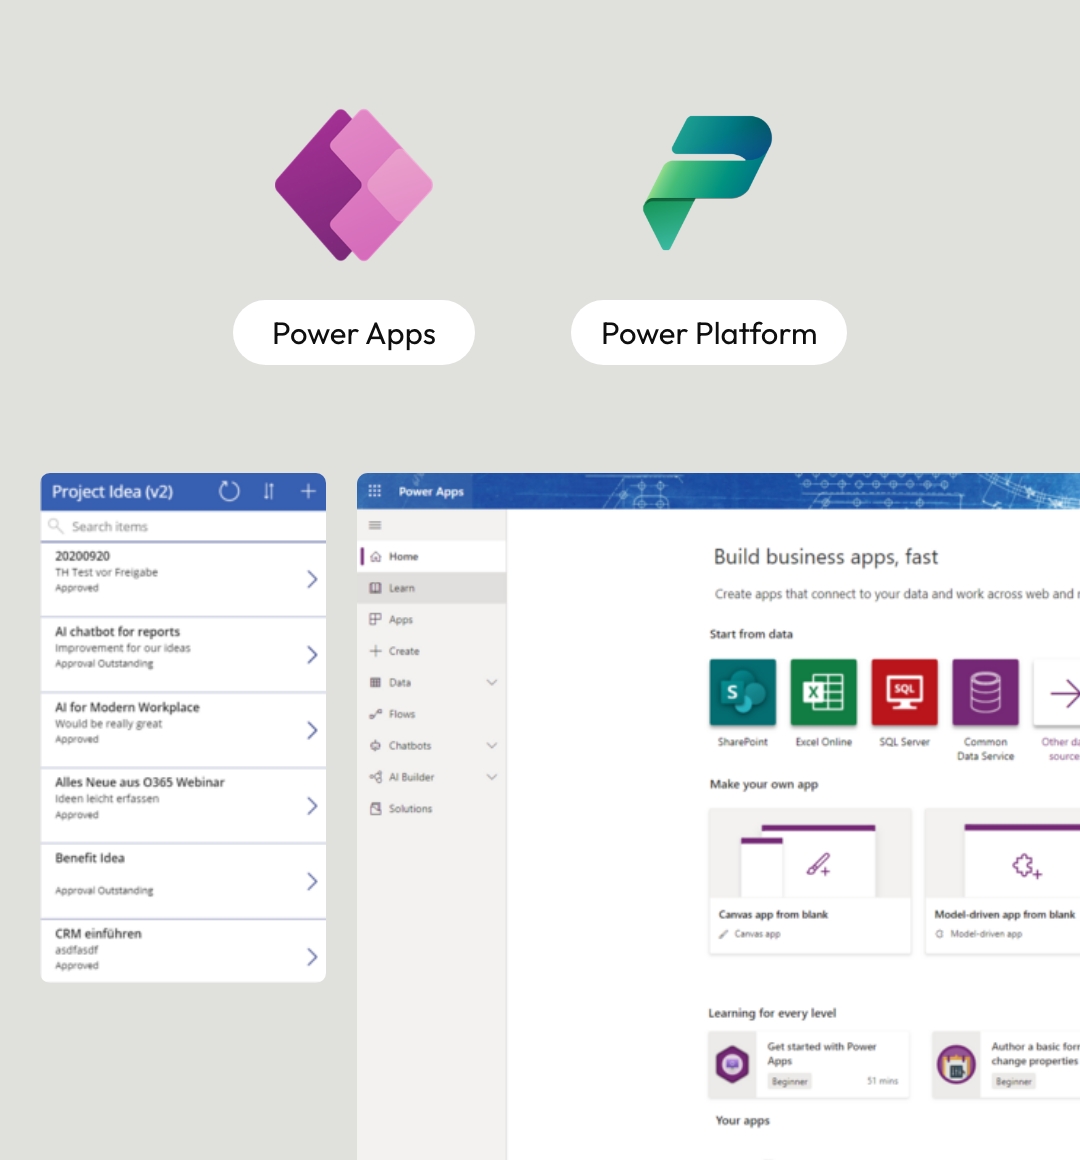 Power Apps
Power Platform
Project Idea (v2)
Search items
20200920
TH Test vor Freigabe
Approved
AI chatbot for reports
Improvement for our ideas
Approval Outstanding
AI for Modern Workplace
Would be really great
Approved
Alles Neue aus O365 Webinar
Ideen leicht erfassen
Approved
Benefit Idea
Approval Outstanding
CRM einführen
asdfasdf
Approved
Power Apps
Home
Learn
Apps
Create
Data
Flows
Chatbots
AI Builder
Solutions
Build business apps, fast
Create apps that connect to your data and work across web and
Start from data
S
X
SQL
SharePoint
Excel Online
SQL Server
Common
Data Service
Other
source
Make your own app
Canvas app from blank
Canvas app
Model-driven app from blank
Model-driven app
Learning for every level
Get started with Power
Apps
Beginner
51 mins
Author a basic
change properties
Beginner
Your apps